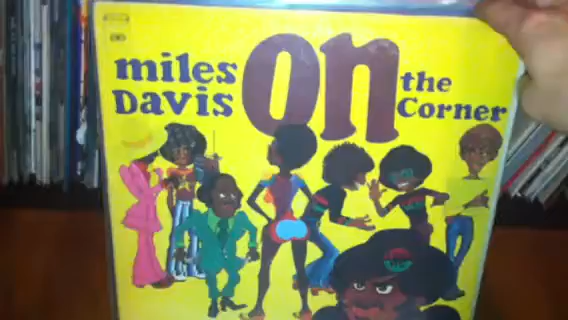 miles
Davis
on
the
Corner